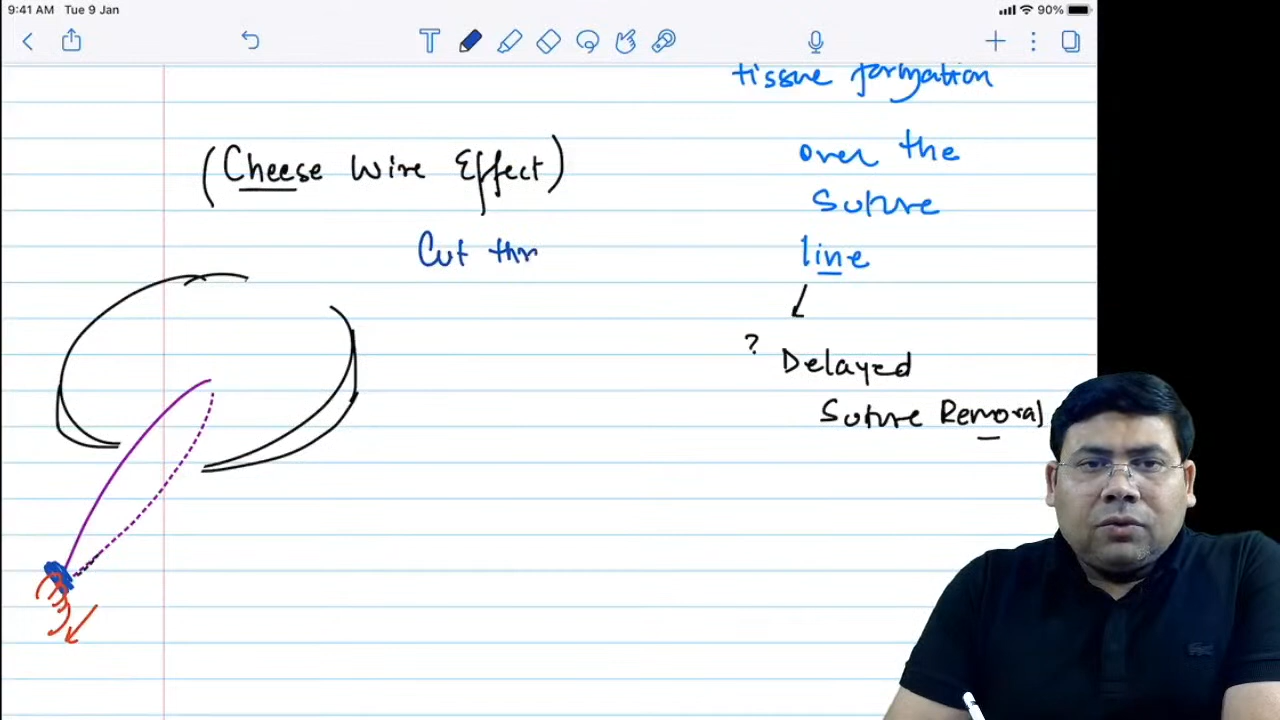 9:41 AM Tue 9 Jan
90%
tissue formation
(Cheese Wire Effect)
over the
Suture
Cut thr
line
?
Delayed
Suture Removal